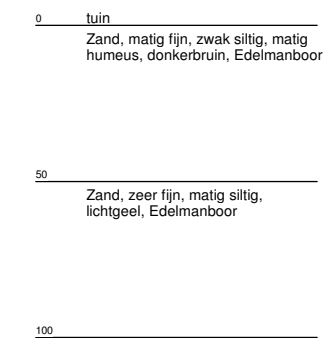 0 tuin
Zand, matig fijn, zwak siltig, matig
humeus, donkerbruin, Edelmanboor
50
Zand, zeer fijn, matig siltig,
lichtgeel, Edelmanboor
100